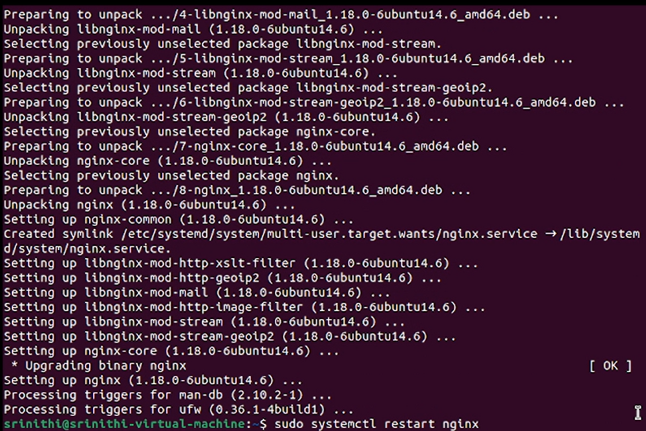 Preparing to unpack .../4-libnginx-mod-mail_1.18.0-6ubuntu14.6_amd64.deb ...
Unpacking libnginx-mod-mail (1.18.0-6ubuntu14.6) ...
Selecting previously unselected package libnginx-mod-stream.
Preparing to unpack .../5-libnginx-mod-stream_1.18.0-6ubuntu14.6_amd64.deb ...
Unpacking libnginx-mod-stream (1.18.0-6ubuntu14.6) ...
Selecting previously unselected package libnginx-mod-stream-geoip2.
Preparing to unpack .../6-libnginx-mod-stream-geoip2_1.18.0-6ubuntu14.6_amd64.deb ...
Unpacking libnginx-mod-stream-geoip2 (1.18.0-6ubuntu14.6) ...
Selecting previously unselected package nginx-core.
Preparing to unpack .../7-nginx-core_1.18.0-6ubuntu14.6_amd64.deb ...
Unpacking nginx-core (1.18.0-6ubuntu14.6) ...
Selecting previously unselected package nginx.
Preparing to unpack .../8-nginx_1.18.0-6ubuntu14.6_amd64.deb ...
Unpacking nginx (1.18.0-6ubuntu14.6) ...
Setting up nginx-common (1.18.0-6ubuntu14.6) ...
Created symlink /etc/systemd/system/multi-user.target.wants/nginx.service → /lib/system
d/system/nginx.service.
Setting up libnginx-mod-http-xslt-filter (1.18.0-6ubuntu14.6) ...
Setting up libnginx-mod-http-geoip2 (1.18.0-6ubuntu14.6) ...
Setting up libnginx-mod-mail (1.18.0-6ubuntu14.6) ...
Setting up libnginx-mod-http-image-filter (1.18.0-6ubuntu14.6) ...
Setting up libnginx-mod-stream (1.18.0-6ubuntu14.6) ...
Setting up libnginx-mod-stream-geoip2 (1.18.0-6ubuntu14.6) ...
Setting up nginx-core (1.18.0-6ubuntu14.6) ...
 * Upgrading binary nginx [ OK ]
Setting up nginx (1.18.0-6ubuntu14.6) ...
Processing triggers for man-db (2.10.2-1) ...
Processing triggers for ufw (0.36.1-4build1) ...
srinithi@srinithi-virtual-machine:~$ sudo systemctl restart nginx